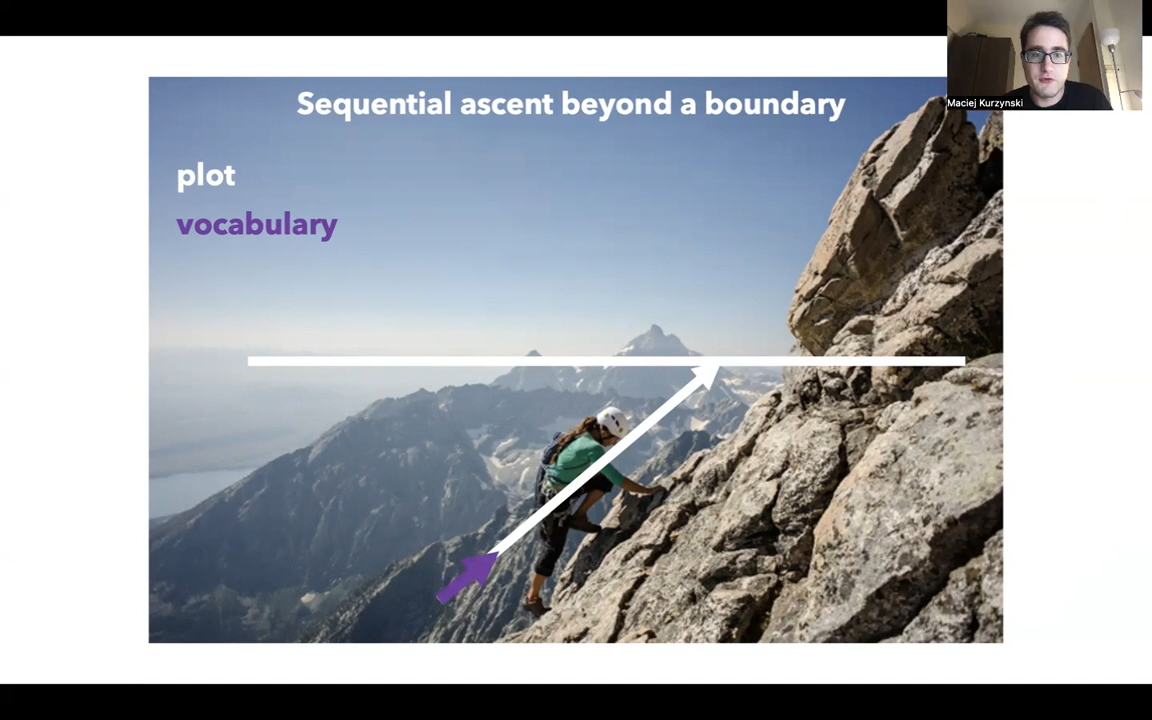 Sequential ascent beyond a boundary
plot
vocabulary
Maciej Kurzynski